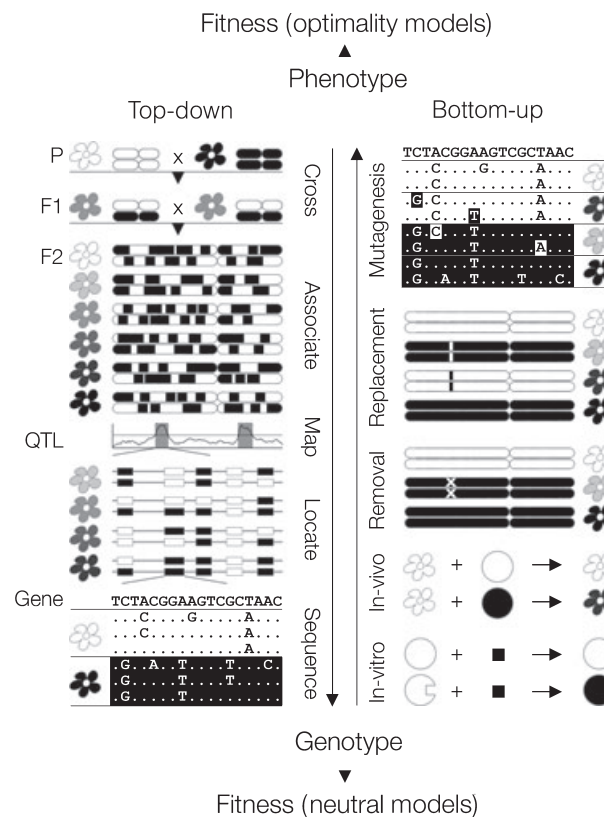 Fitness (optimality models)
Phenotype
Top-down
P
x
Cross
F1
x
F2
Associate
Map
QTL
Locate
Gene
Sequence
TCTACGGAAGTCGCTAAC
...C....G.....A...
...C..........A...
..............A...
.G..A..T....T...C.
.G.....T....T.....
.G.....T..........
Bottom-up
Mutagenesis
TCTACGGAAGTCGCTAAC
...C....G.....A...
...C..........A...
.G............A...
...C...T......A...
.G.C...T..........
.G.....T......A...
.G.....T..........
.G..A..T....T...C.
Replacement
Removal
In-vivo
+
+
In-vitro
+
+
Genotype
Fitness (neutral models)